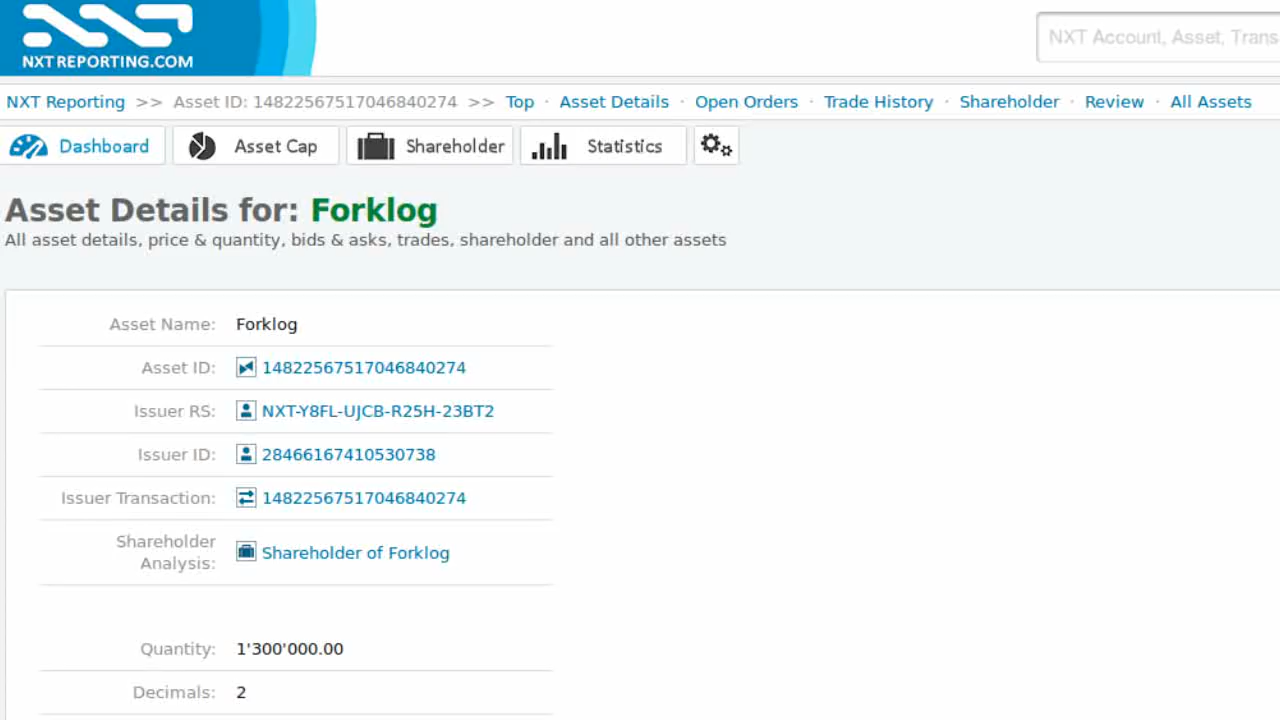 NXT REPORTING.COM
NXT Account, Asset, Trans
NXT Reporting >> Asset ID: 14822567517046840274 >> Top · Asset Details · Open Orders · Trade History · Shareholder · Review · All Assets
Dashboard Asset Cap Shareholder Statistics
Asset Details for: Forklog
All asset details, price & quantity, bids & asks, trades, shareholder and all other assets
Asset Name: Forklog
Asset ID: 14822567517046840274
Issuer RS: NXT-Y8FL-UJCB-R25H-23BT2
Issuer ID: 28466167410530738
Issuer Transaction: 14822567517046840274
Shareholder
Analysis: Shareholder of Forklog
Quantity: 1'300'000.00
Decimals: 2